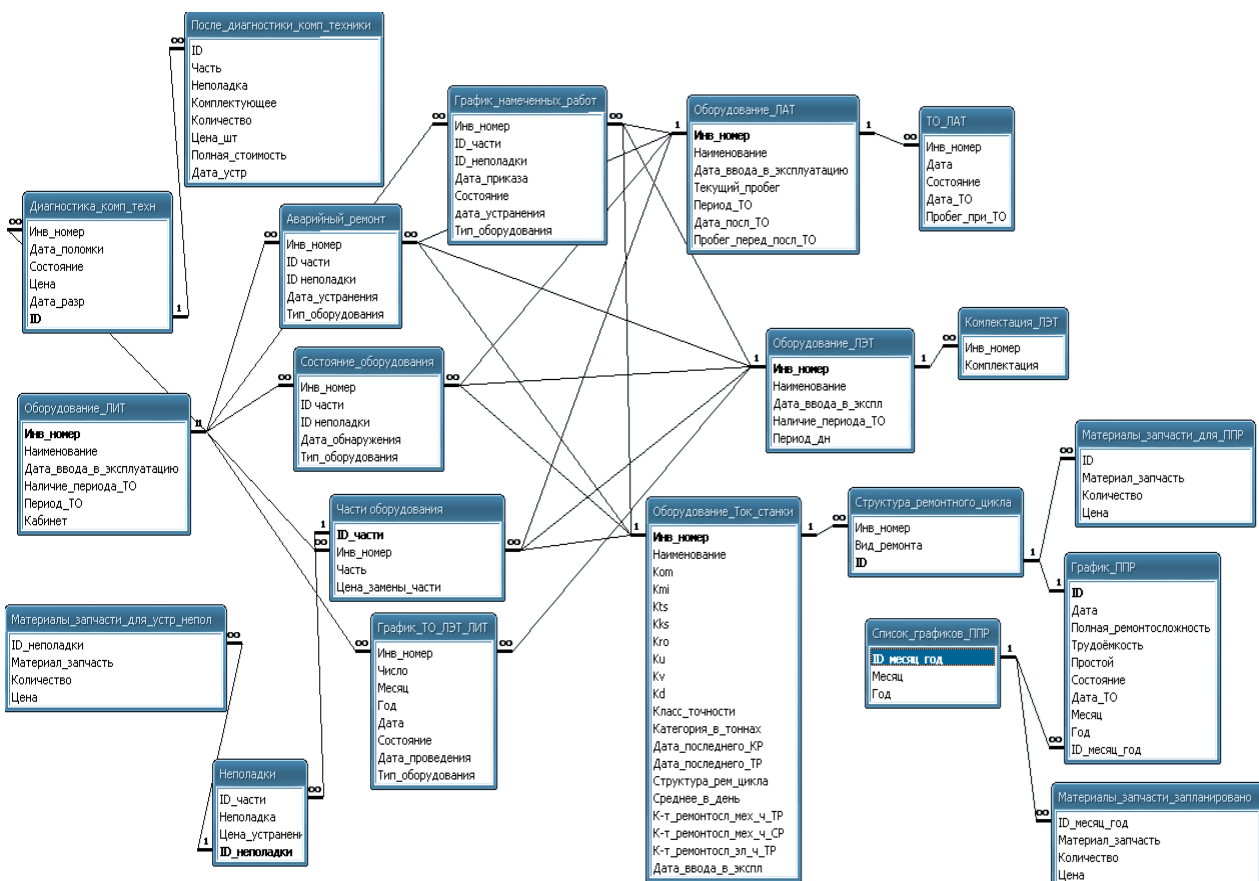 После_диагностики_комп_техники
ID
Часть
Неполадка
Комплектующее
Количество
Цена_шт
Полная_стоимость
Дата_устр
График_намеченных_работ
Инв_номер
ID_части
ID_неполадки
Дата_приказа
Состояние
дата_устранения
Тип_оборудования
Оборудование_ЛАТ
Инв_номер
Наименование
Дата_ввода_в_эксплуатацию
Текущий_пробег
Период_ТО
Дата_посл_ТО
Пробег_перед_посл_ТО
ТО_ЛАТ
Инв_номер
Дата
Состояние
Дата_ТО
Пробег_при_ТО
Диагностика_комп_техн
Инв_номер
Дата_поломки
Состояние
Цена
Дата_разр
ID
Аварийный_ремонт
Инв_номер
ID части
ID неполадки
Дата_устранения
Тип_оборудования
Состояние_оборудования
Инв_номер
ID части
ID неполадки
Дата_обнаружения
Тип_оборудования
Оборудование_ЛЭТ
Инв_номер
Наименование
Дата_ввода_в_экспл
Наличие_периода_ТО
Период_дн
Комлектация_ЛЭТ
Инв_номер
Комплектация
Оборудование_ЛИТ
Инв_номер
Наименование
Дата_ввода_в_эксплуатацию
Наличие_периода_ТО
Период_ТО
Кабинет
Части оборудования
ID_части
Инв_номер
Часть
Цена_замены_части
Оборудование_Ток_станки
Инв_номер
Наименование
Kom
Kmi
Kts
Kks
Kro
Ku
Kv
Kd
Класс_точности
Категория_в_тоннах
Дата_последнего_КР
Дата_последнего_ТР
Структура_рем_цикла
Среднее_в_день
К-т_ремонтосл_мех_ч_ТР
К-т_ремонтосл_мех_ч_СР
К-т_ремонтосл_эл_ч_ТР
Дата_ввода_в_экспл
Структура_ремонтного_цикла
Инв_номер
Вид_ремонта
ID
Материалы_запчасти_для_ППР
ID
Материал_запчасть
Количество
Цена
График_ППР
ID
Дата
Полная_ремонтосложность
Трудоёмкость
Простой
Состояние
Дата_ТО
Месяц
Год
ID_месяц_год
Материалы_запчасти_для_устр_непол
ID_неполадки
Материал_запчасть
Количество
Цена
График_ТО_ЛЭТ_ЛИТ
Инв_номер
Число
Месяц
Год
Дата
Состояние
Дата_проведения
Тип_оборудования
Список_графиков_ППР
ID_месяц_год
Месяц
Год
Неполадки
ID_части
Неполадка
Цена_устранени
ID_неполадки
Материалы_запчасти_запланировано
ID_месяц_год
Материал_запчасть
Количество
Цена